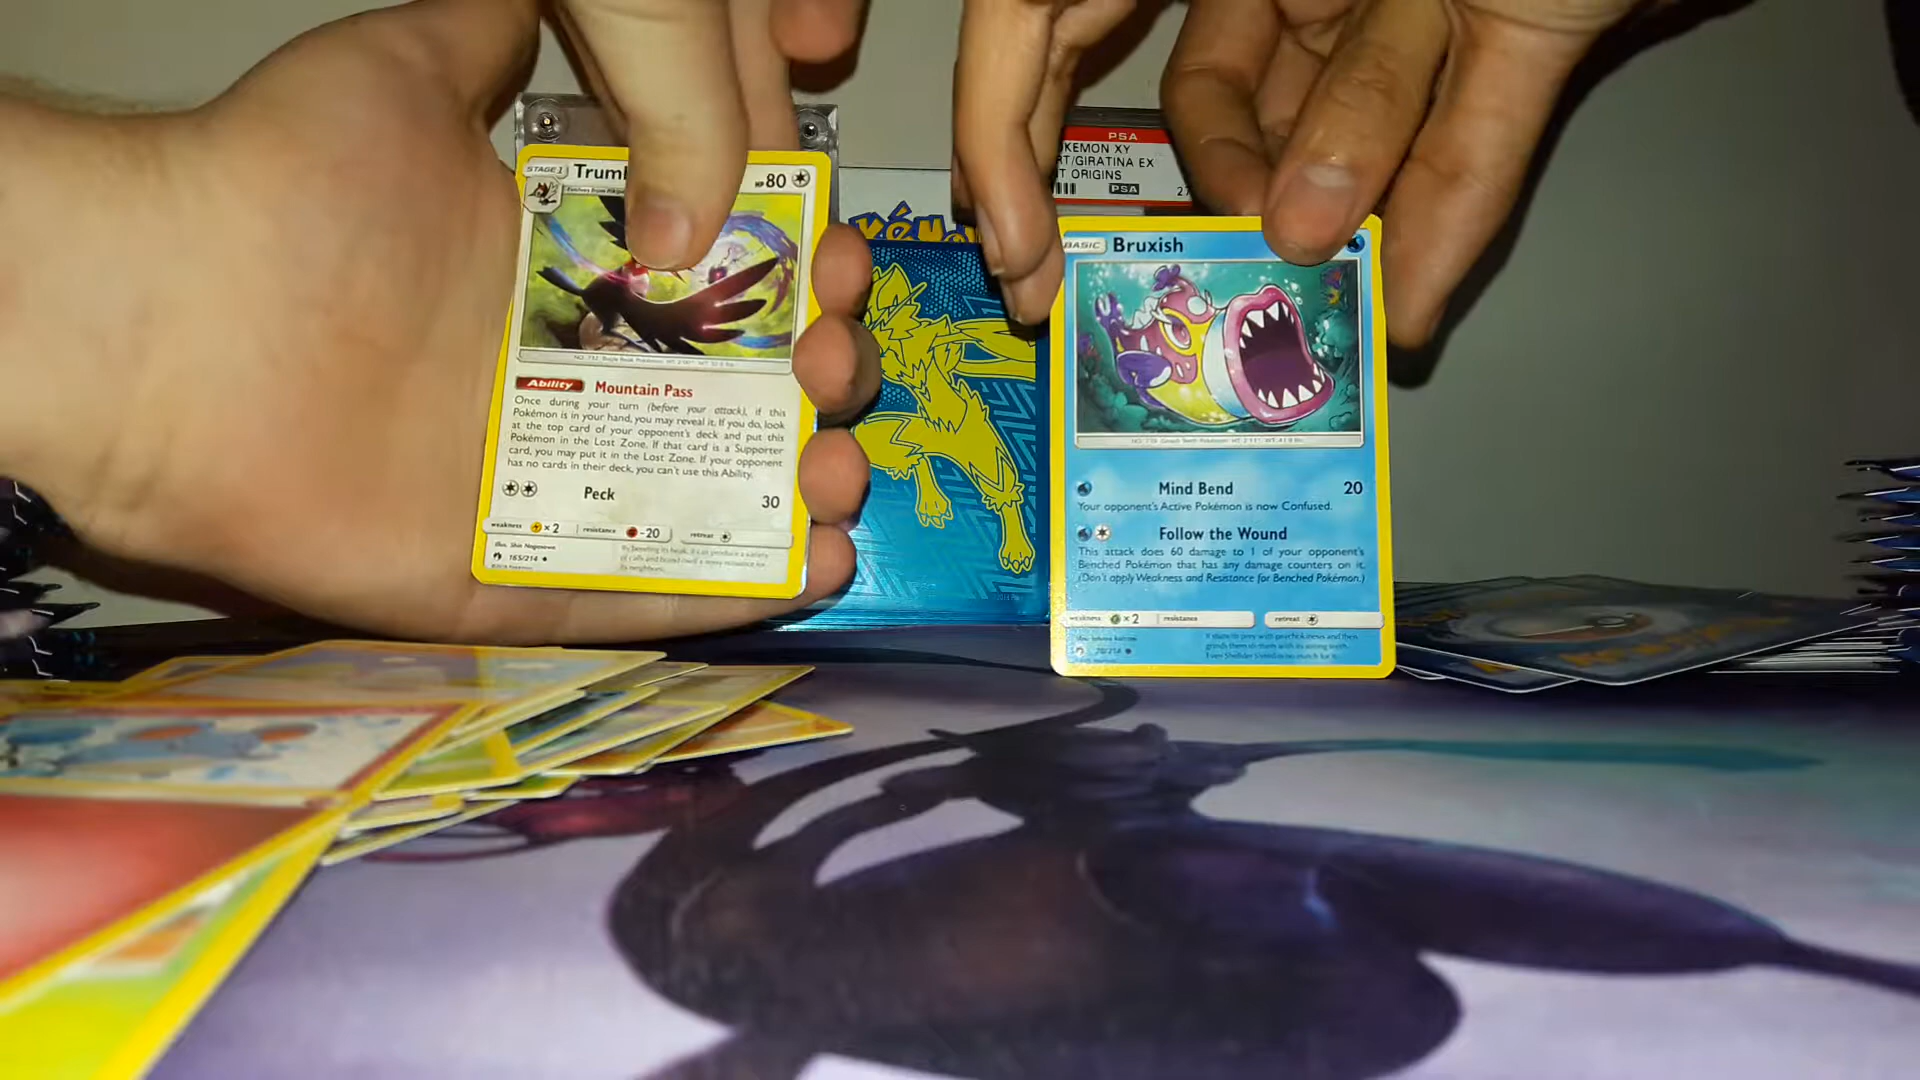 STAGE 1
HP 80
Ability Mountain Pass
Once during your turn (before your attack), if this
Pokémon is in your hand, you may reveal it. If you do, look
at the top card of your opponent's deck and put this
Pokémon in the Lost Zone. If that card is a Supporter
card, you may put it in the Lost Zone. If your opponent
has no cards in their deck, you can't use this Ability.
Peck 30
weakness ×2 resistance -20 retreat
165/214
PSA
RT/GIRATINA EX
PSA 27
BASIC Bruxish
Mind Bend 20
Your opponent's Active Pokémon is now Confused.
Follow the Wound
This attack does 60 damage to 1 of your opponent's
Benched Pokémon that has any damage counters on it.
(Don't apply Weakness and Resistance for Benched Pokémon.)
weakness ×2 resistance retreat